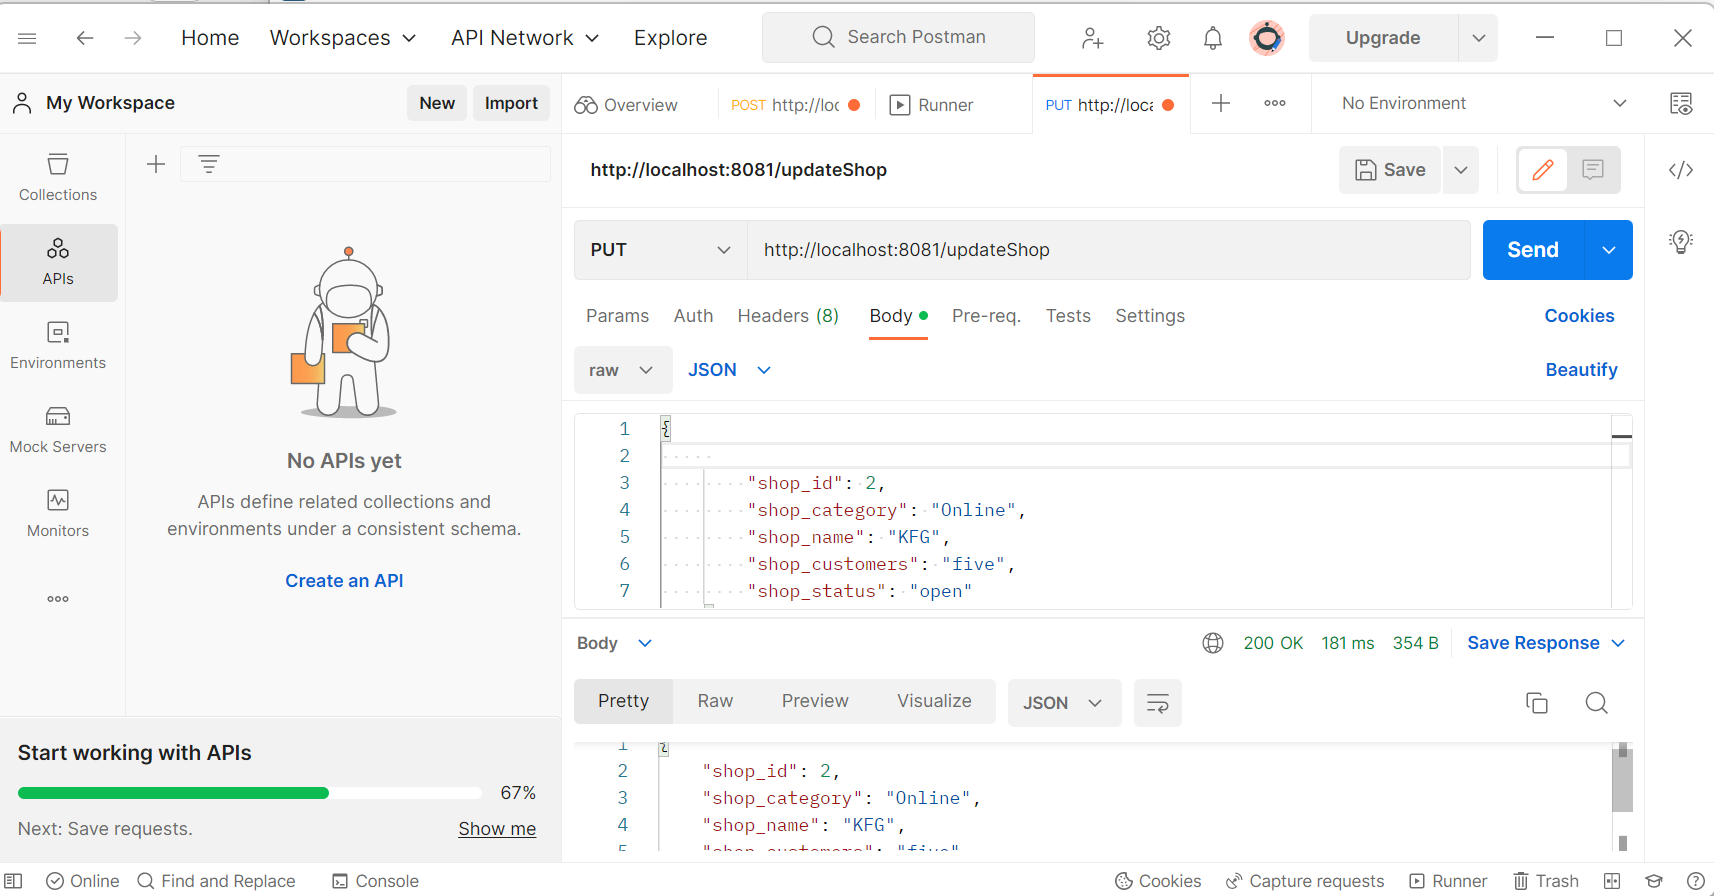 Home Workspaces API Network Explore Search Postman Upgrade
My Workspace New Import Overview POST http://loc Runner PUT http://loca No Environment
Collections
APIs
Environments
Mock Servers
Monitors
No APIs yet
APIs define related collections and
environments under a consistent schema.
Create an API
Start working with APIs
67%
Next: Save requests. Show me
http://localhost:8081/updateShop Save
PUT http://localhost:8081/updateShop Send
Params Auth Headers (8) Body Pre-req. Tests Settings Cookies
raw JSON Beautify
1 {
2
3 "shop_id": 2,
4 "shop_category": "Online",
5 "shop_name": "KFG",
6 "shop_customers": "five",
7 "shop_status": "open"
Body 200 OK 181 ms 354 B Save Response
Pretty Raw Preview Visualize JSON
1 {
2 "shop_id": 2,
3 "shop_category": "Online",
4 "shop_name": "KFG",
5 "shop_customers": "five"
Online Find and Replace Console Cookies Capture requests Runner Trash